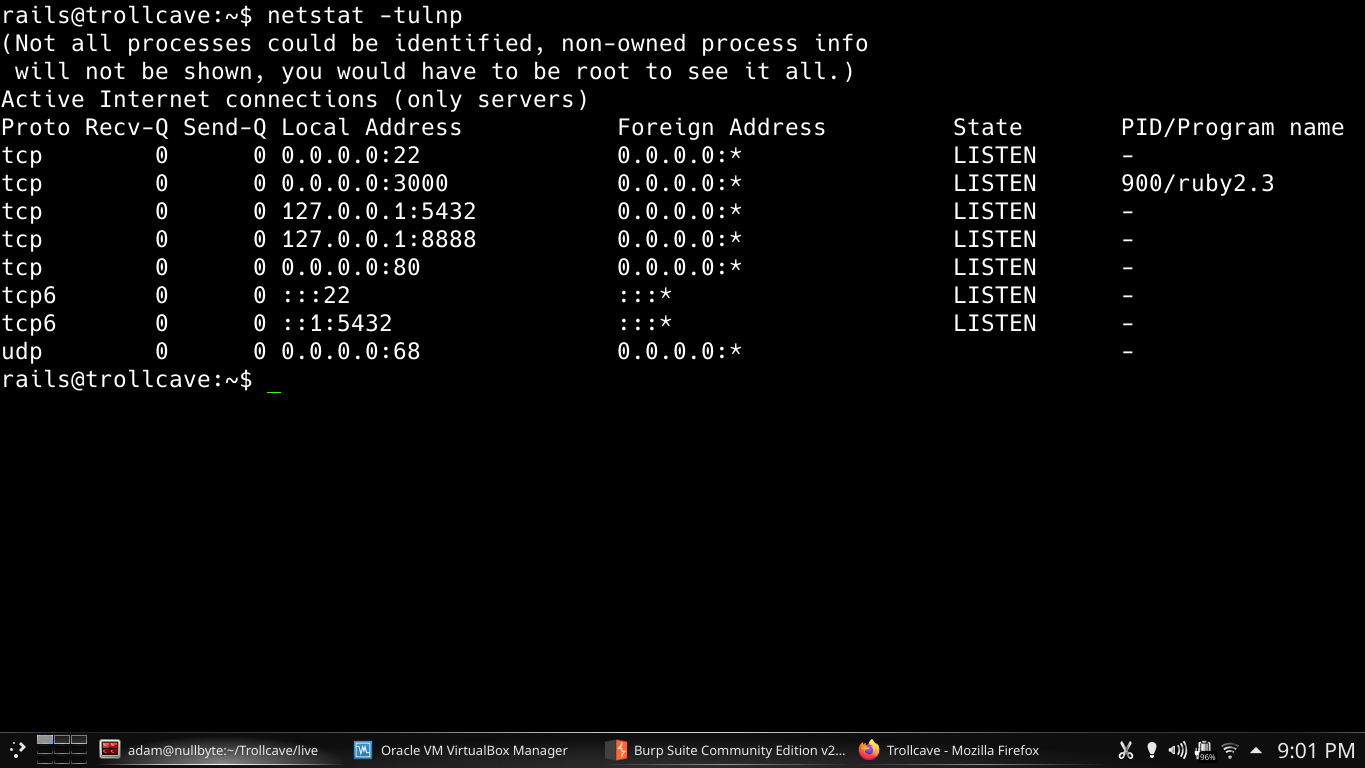 rails@trollcave:~$ netstat -tulnp
(Not all processes could be identified, non-owned process info
 will not be shown, you would have to be root to see it all.)
Active Internet connections (only servers)
Proto Recv-Q Send-Q Local Address           Foreign Address         State       PID/Program name
tcp        0      0 0.0.0.0:22              0.0.0.0:*               LISTEN      -
tcp        0      0 0.0.0.0:3000            0.0.0.0:*               LISTEN      900/ruby2.3
tcp        0      0 127.0.0.1:5432          0.0.0.0:*               LISTEN      -
tcp        0      0 127.0.0.1:8888          0.0.0.0:*               LISTEN      -
tcp        0      0 0.0.0.0:80              0.0.0.0:*               LISTEN      -
tcp6       0      0 :::22                   :::*                    LISTEN      -
tcp6       0      0 ::1:5432                :::*                    LISTEN      -
udp        0      0 0.0.0.0:68              0.0.0.0:*                           -
rails@trollcave:~$ _
adam@nullbyte:~/Trollcave/live Oracle VM VirtualBox Manager Burp Suite Community Edition v2... Trollcave - Mozilla Firefox 96% 9:01 PM